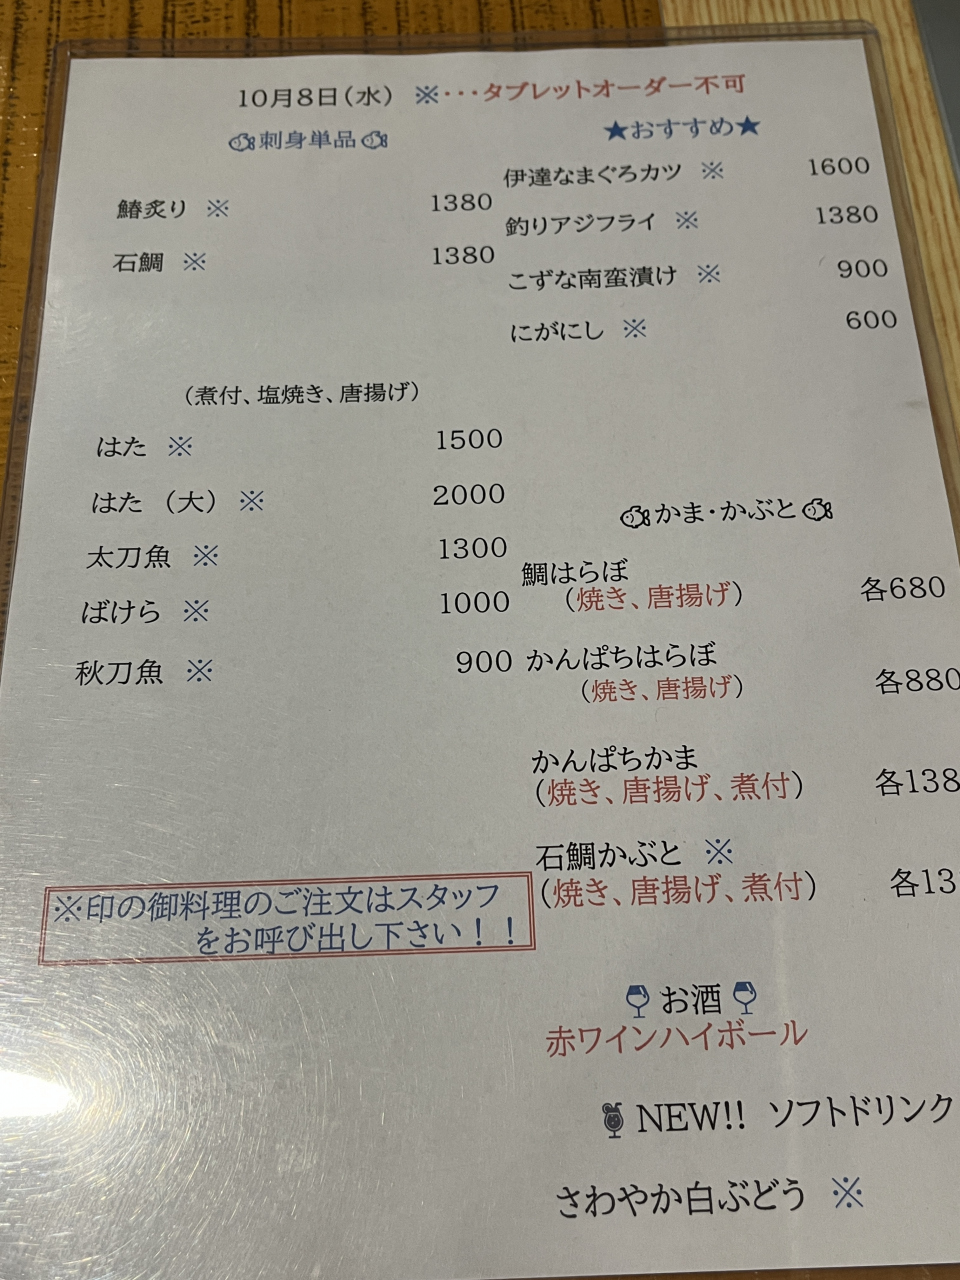 10月8日(水) ※・・・タブレットオーダー不可
刺身単品
鰆炙り ※ 1380
石鯛 ※ 1380
(煮付、塩焼き、唐揚げ)
はた ※ 1500
はた (大) ※ 2000
太刀魚 ※ 1300
ばけら ※ 1000
秋刀魚 ※ 900
※印の御料理のご注文はスタッフ
をお呼び出し下さい！！
★おすすめ★
伊達なまぐろカツ ※ 1600
釣りアジフライ ※ 1380
こずな南蛮漬け ※ 900
にがにし ※ 600
かま・かぶと
鯛はらぼ
(焼き、唐揚げ) 各680
かんぱちはらぼ
(焼き、唐揚げ) 各880
かんぱちかま
(焼き、唐揚げ、煮付) 各138
石鯛かぶと ※
(焼き、唐揚げ、煮付) 各13
お酒
赤ワインハイボール
NEW!! ソフトドリンク
さわやか白ぶどう ※